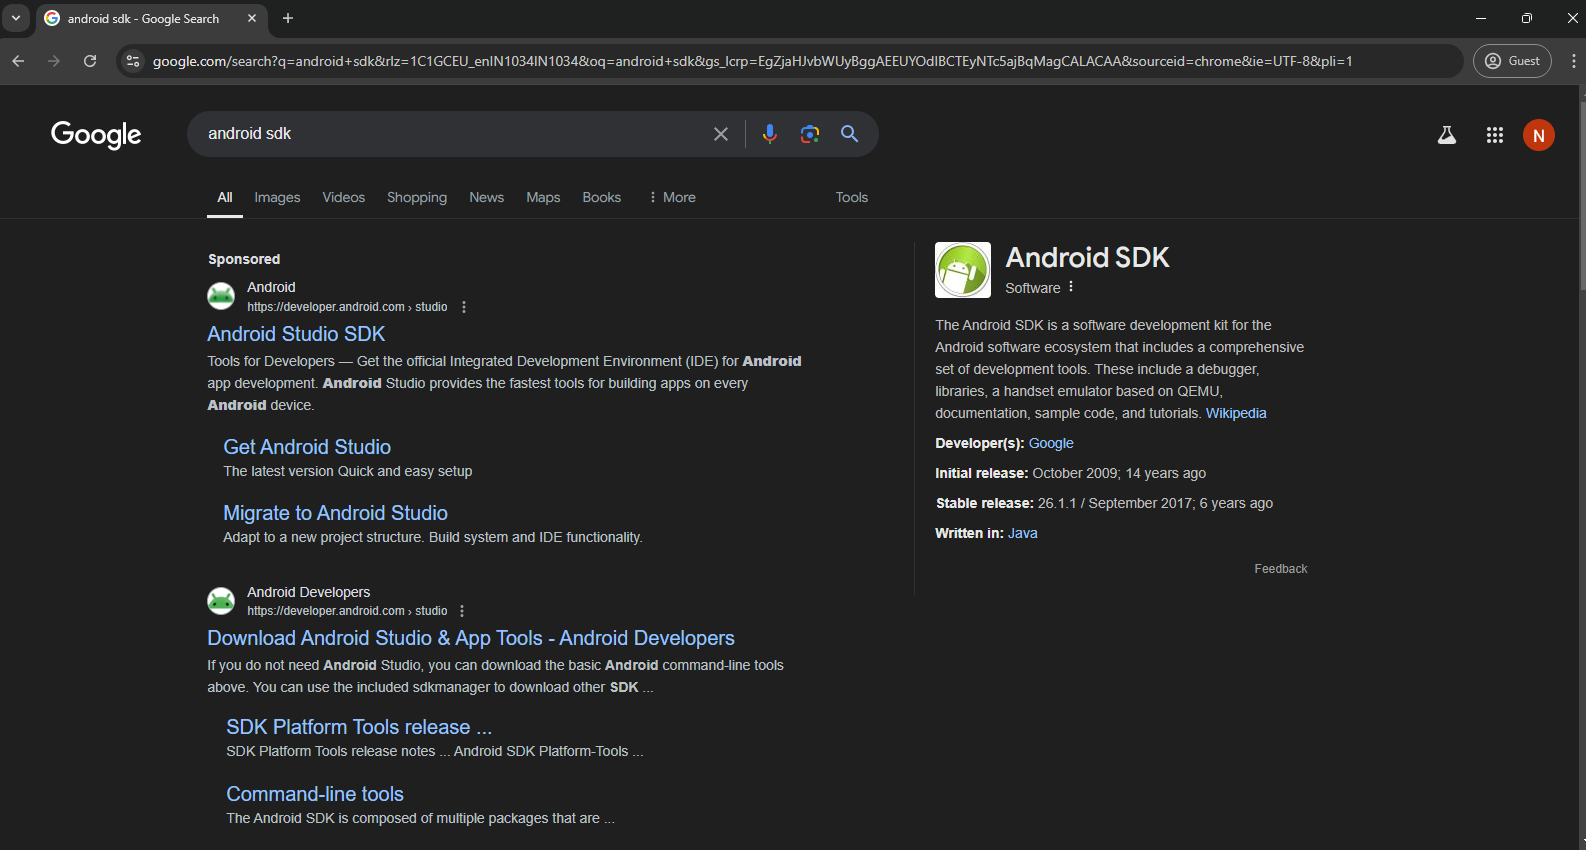 android sdk - Google Search
google.com/search?q=android+sdk&rlz=1C1GCEU_enIN1034IN1034&oq=android+sdk&gs_lcrp=EgZjaHJvbWUyBggAEEUYOdIBCTEyNTc5ajBqMagCALACAA&sourceid=chrome&ie=UTF-8&pli=1
Guest
Google
android sdk
N
All Images Videos Shopping News Maps Books More Tools
Sponsored
Android
https://developer.android.com › studio
Android Studio SDK
Tools for Developers — Get the official Integrated Development Environment (IDE) for Android
app development. Android Studio provides the fastest tools for building apps on every
Android device.
Get Android Studio
The latest version Quick and easy setup
Migrate to Android Studio
Adapt to a new project structure. Build system and IDE functionality.
Android Developers
https://developer.android.com › studio
Download Android Studio & App Tools - Android Developers
If you do not need Android Studio, you can download the basic Android command-line tools
above. You can use the included sdkmanager to download other SDK ...
SDK Platform Tools release ...
SDK Platform Tools release notes ... Android SDK Platform-Tools ...
Command-line tools
The Android SDK is composed of multiple packages that are ...
Android SDK
Software
The Android SDK is a software development kit for the
Android software ecosystem that includes a comprehensive
set of development tools. These include a debugger,
libraries, a handset emulator based on QEMU,
documentation, sample code, and tutorials. Wikipedia
Developer(s): Google
Initial release: October 2009; 14 years ago
Stable release: 26.1.1 / September 2017; 6 years ago
Written in: Java
Feedback